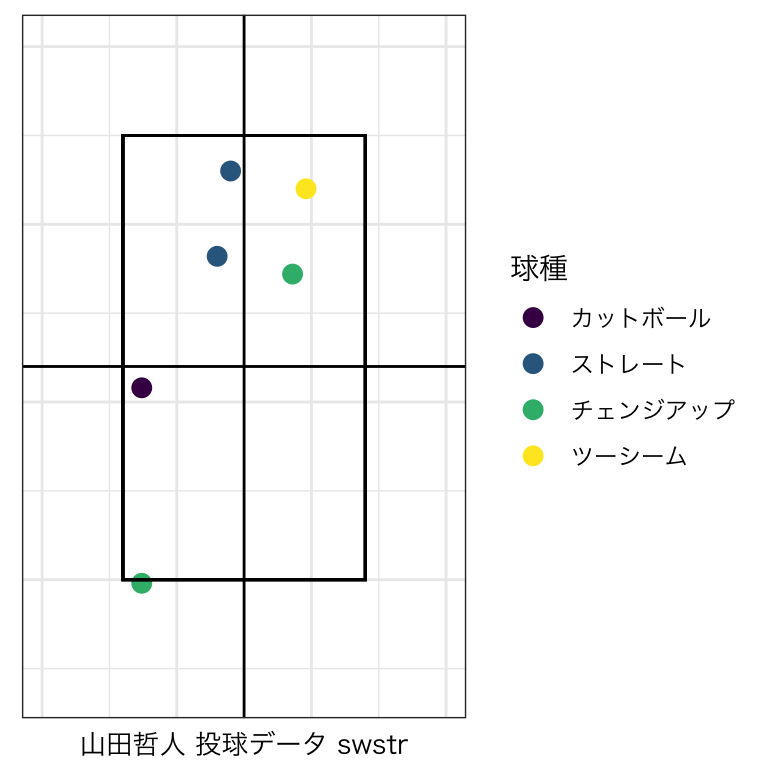 球種
カットボール
ストレート
チェンジアップ
ツーシーム
山田哲人 投球データ swstr